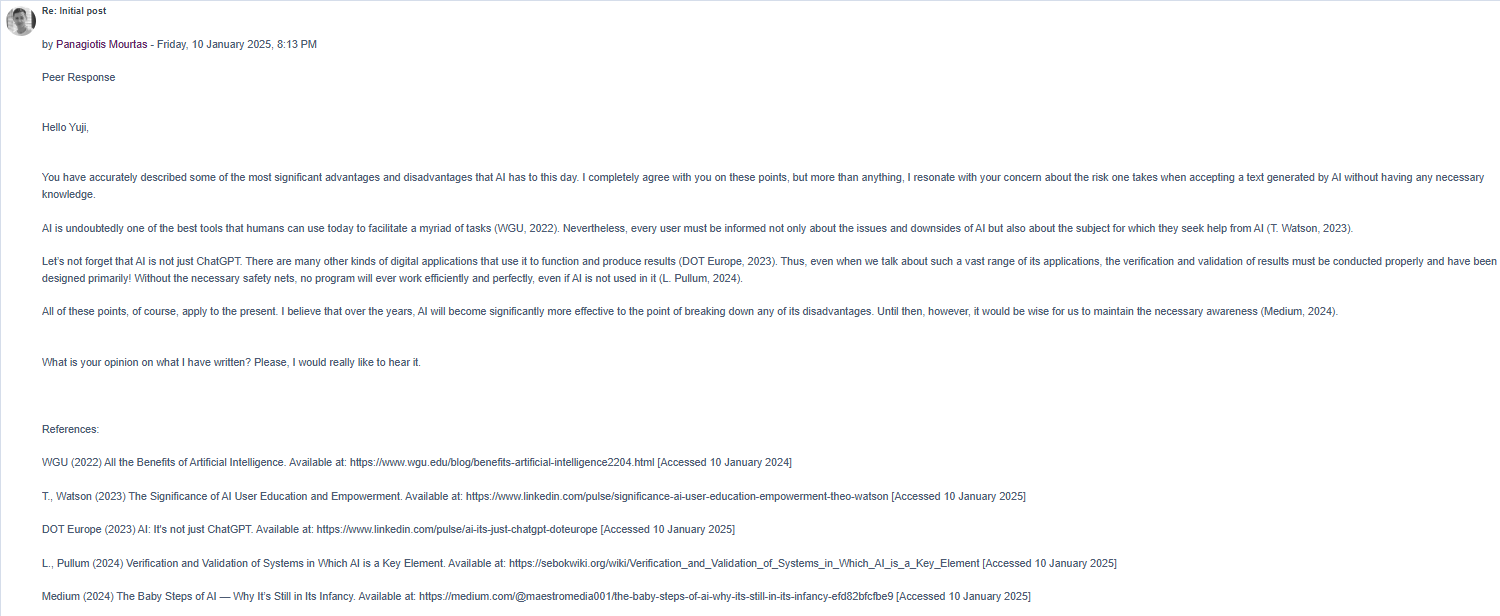 Re: Initial post
by Panagiotis Mourtas - Friday, 10 January 2025, 8:13 PM
Peer Response
Hello Yuji,
You have accurately described some of the most significant advantages and disadvantages that AI has to this day. I completely agree with you on these points, but more than anything, I resonate with your concern about the risk one takes when accepting a text generated by AI without having any necessary
knowledge.
AI is undoubtedly one of the best tools that humans can use today to facilitate a myriad of tasks (WGU, 2022). Nevertheless, every user must be informed not only about the issues and downsides of AI but also about the subject for which they seek help from AI (T. Watson, 2023).
Let's not forget that AI is not just ChatGPT. There are many other kinds of digital applications that use it to function and produce results (DOT Europe, 2023). Thus, even when we talk about such a vast range of its applications, the verification and validation of results must be conducted properly and have been
designed primarily! Without the necessary safety nets, no program will ever work efficiently and perfectly, even if AI is not used in it (L. Pullum, 2024).
All of these points, of course, apply to the present. I believe that over the years, AI will become significantly more effective to the point of breaking down any of its disadvantages. Until then, however, it would be wise for us to maintain the necessary awareness (Medium, 2024).
What is your opinion on what I have written? Please, I would really like to hear it.
References:
WGU (2022) All the Benefits of Artificial Intelligence. Available at: https://www.wgu.edu/blog/benefits-artificial-intelligence2204.html [Accessed 10 January 2024]
T., Watson (2023) The Significance of AI User Education and Empowerment. Available at: https://www.linkedin.com/pulse/significance-ai-user-education-empowerment-theo-watson [Accessed 10 January 2025]
DOT Europe (2023) AI: It's not just ChatGPT. Available at: https://www.linkedin.com/pulse/ai-its-just-chatgpt-doteurope [Accessed 10 January 2025]
L., Pullum (2024) Verification and Validation of Systems in Which AI is a Key Element. Available at: https://sebokwiki.org/wiki/Verification_and_Validation_of_Systems_in_Which_AI_is_a_Key_Element [Accessed 10 January 2025]
Medium (2024) The Baby Steps of AI — Why It's Still in Its Infancy. Available at: https://medium.com/@maestromedia001/the-baby-steps-of-ai-why-its-still-in-its-infancy-efd82bfcfbe9 [Accessed 10 January 2025]